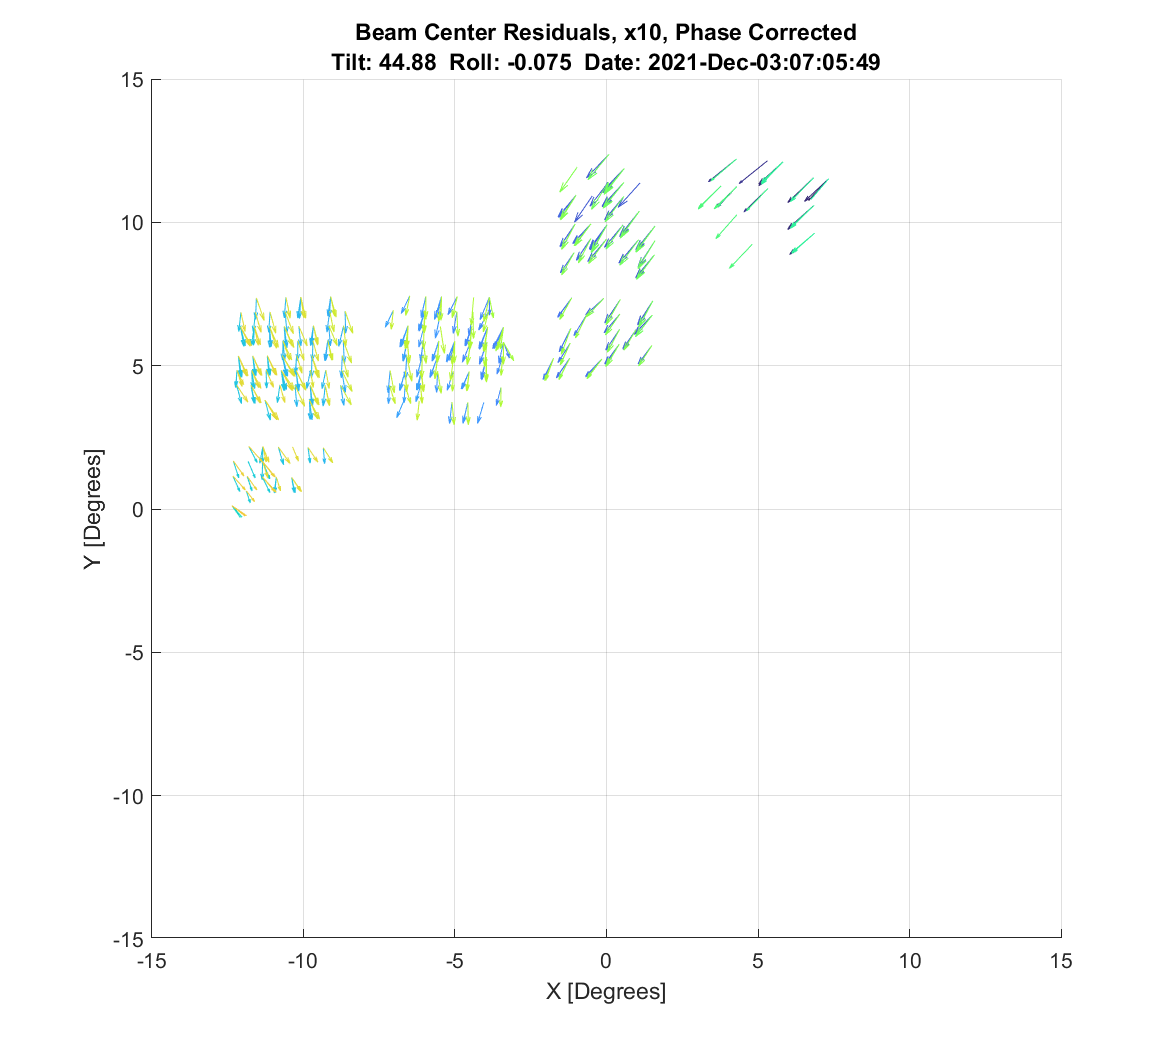 Beam Center Residuals, x10, Phase Corrected
Tilt: 44.88 Roll: -0.075 Date: 2021-Dec-03:07:05:49
15
10
5
0
-5
-10
-15
Y [Degrees]
-15 -10 -5 0 5 10 15
X [Degrees]